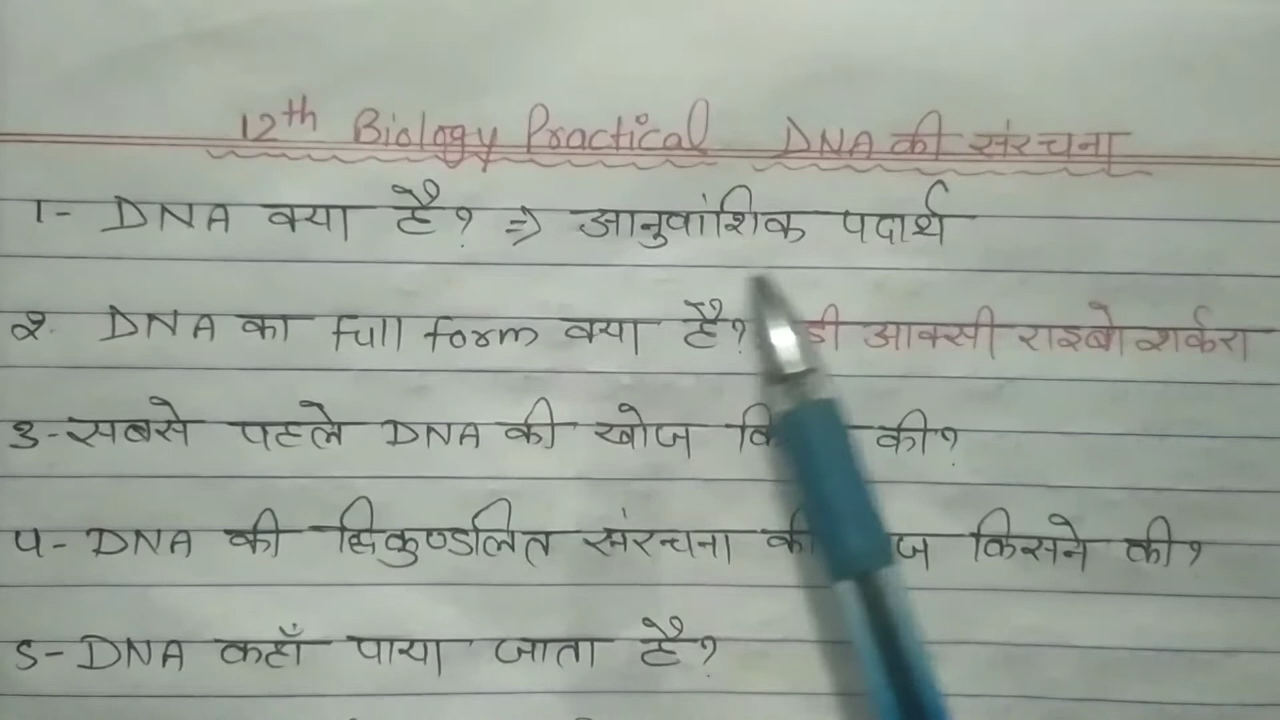 12th Biology Practical DNA की संरचना
1- DNA क्या है? ⇒ आनुवांशिक पदार्थ
2. DNA का full form क्या है? डी आक्सी राइबो शर्करा
3-सबसे पहले DNA की खोज की?
4- DNA की द्विकुण्डलित संरचना किसने की?
5-DNA कहाँ पाया जाता है?